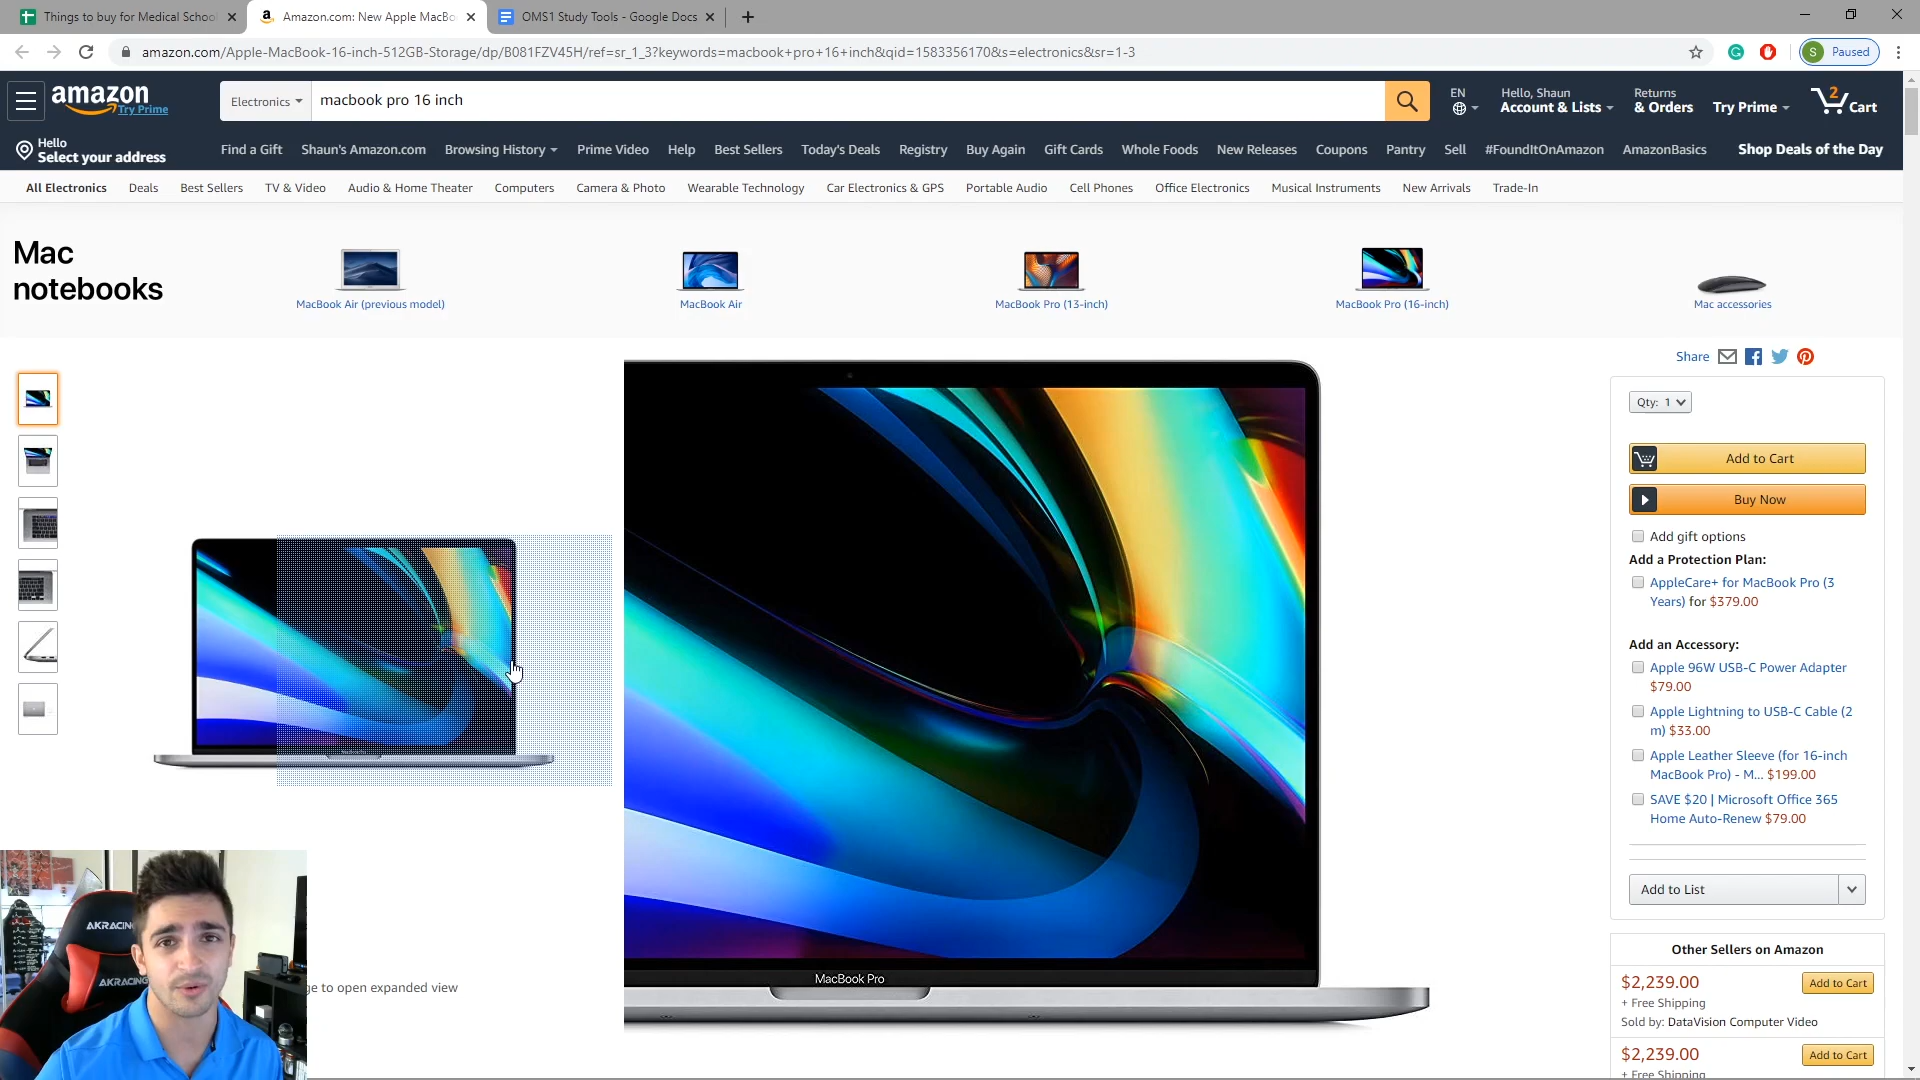 Things to buy for Medical School
Amazon.com: New Apple MacBo
OMS1 Study Tools - Google Docs
amazon.com/Apple-MacBook-16-inch-512GB-Storage/dp/B081FZV45H/ref=sr_1_3?keywords=macbook+pro+16+inch&qid=1583356170&s=electronics&sr=1-3
S Paused
amazon
Try Prime
Electronics
macbook pro 16 inch
EN
Hello, Shaun
Account & Lists
Returns
& Orders
Try Prime
2
Cart
Hello
Select your address
Find a Gift Shaun's Amazon.com Browsing History Prime Video Help Best Sellers Today's Deals Registry Buy Again Gift Cards Whole Foods New Releases Coupons Pantry Sell #FoundItOnAmazon AmazonBasics Shop Deals of the Day
All Electronics Deals Best Sellers TV & Video Audio & Home Theater Computers Camera & Photo Wearable Technology Car Electronics & GPS Portable Audio Cell Phones Office Electronics Musical Instruments New Arrivals Trade-In
Mac
notebooks
MacBook Air (previous model)
MacBook Air
MacBook Pro (13-inch)
MacBook Pro (16-inch)
Mac accessories
Share
Qty: 1
Add to Cart
Buy Now
Add gift options
Add a Protection Plan:
AppleCare+ for MacBook Pro (3
Years) for $379.00
Add an Accessory:
Apple 96W USB-C Power Adapter
$79.00
Apple Lightning to USB-C Cable (2
m) $33.00
Apple Leather Sleeve (for 16-inch
MacBook Pro) - M... $199.00
SAVE $20 | Microsoft Office 365
Home Auto-Renew $79.00
Add to List
Other Sellers on Amazon
$2,239.00
Add to Cart
+ Free Shipping
Sold by: DataVision Computer Video
$2,239.00
Add to Cart
+ Free Shipping
MacBook Pro
ge to open expanded view
AKRACING
AKRACING